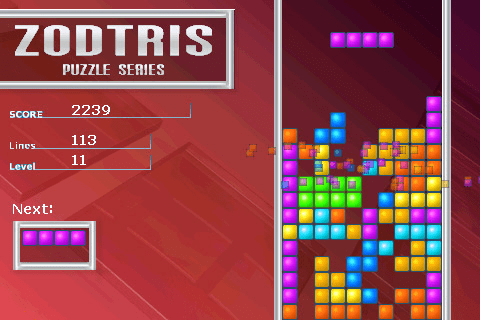 ZODTRIS
PUZZLE SERIES
SCORE 2239
Lines 113
Level 11
Next: